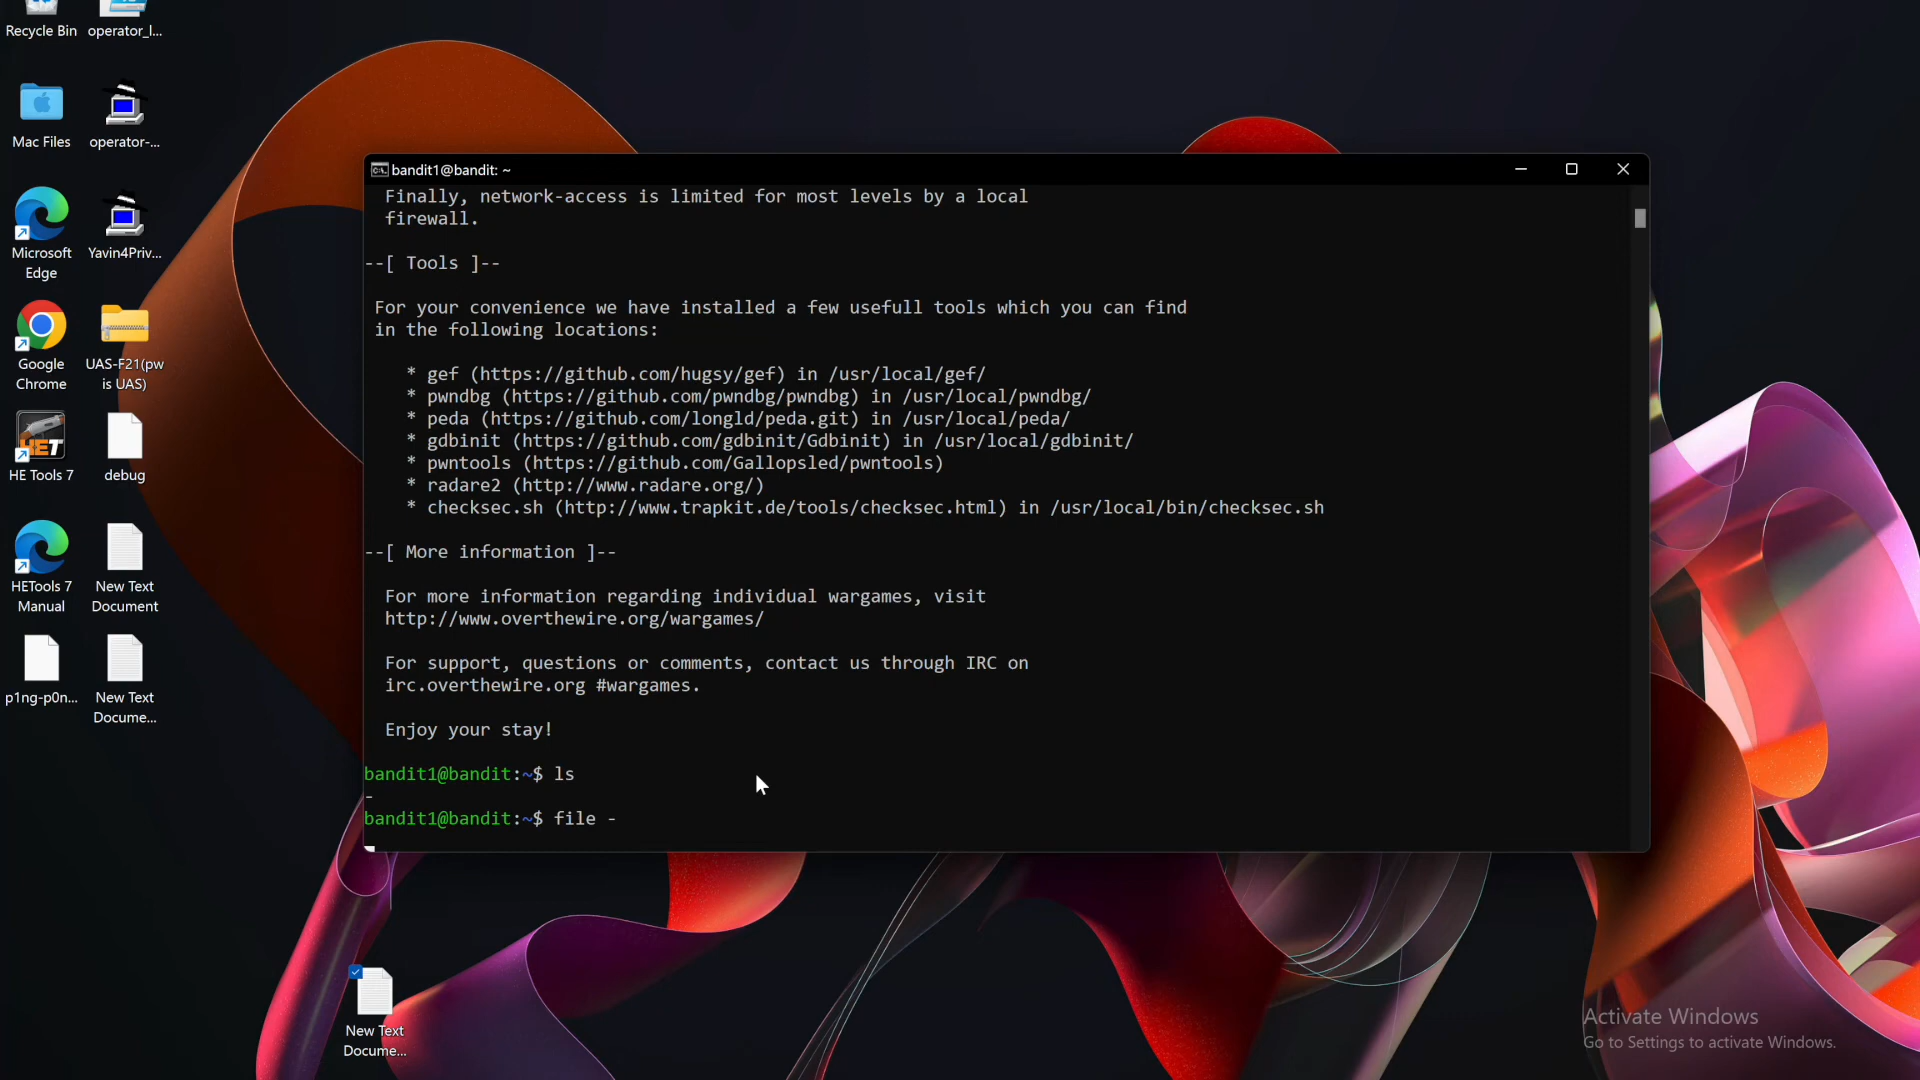 Recycle Bin
operator_l...
Mac Files
operator-...
Microsoft
Edge
Yavin4Priv...
Google
Chrome
UAS-F21(pw
is UAS)
HE Tools 7
debug
HETools 7
Manual
New Text
Document
p1ng-p0n...
New Text
Docume...
New Text
Docume...
bandit1@bandit: ~
Finally, network-access is limited for most levels by a local
firewall.
--[ Tools ]--
For your convenience we have installed a few usefull tools which you can find
in the following locations:
* gef (https://github.com/hugsy/gef) in /usr/local/gef/
* pwndbg (https://github.com/pwndbg/pwndbg) in /usr/local/pwndbg/
* peda (https://github.com/longld/peda.git) in /usr/local/peda/
* gdbinit (https://github.com/gdbinit/Gdbinit) in /usr/local/gdbinit/
* pwntools (https://github.com/Gallopsled/pwntools)
* radare2 (http://www.radare.org/)
* checksec.sh (http://www.trapkit.de/tools/checksec.html) in /usr/local/bin/checksec.sh
--[ More information ]--
For more information regarding individual wargames, visit
http://www.overthewire.org/wargames/
For support, questions or comments, contact us through IRC on
irc.overthewire.org #wargames.
Enjoy your stay!
bandit1@bandit:~$ ls
-
bandit1@bandit:~$ file -
Activate Windows
Go to Settings to activate Windows.